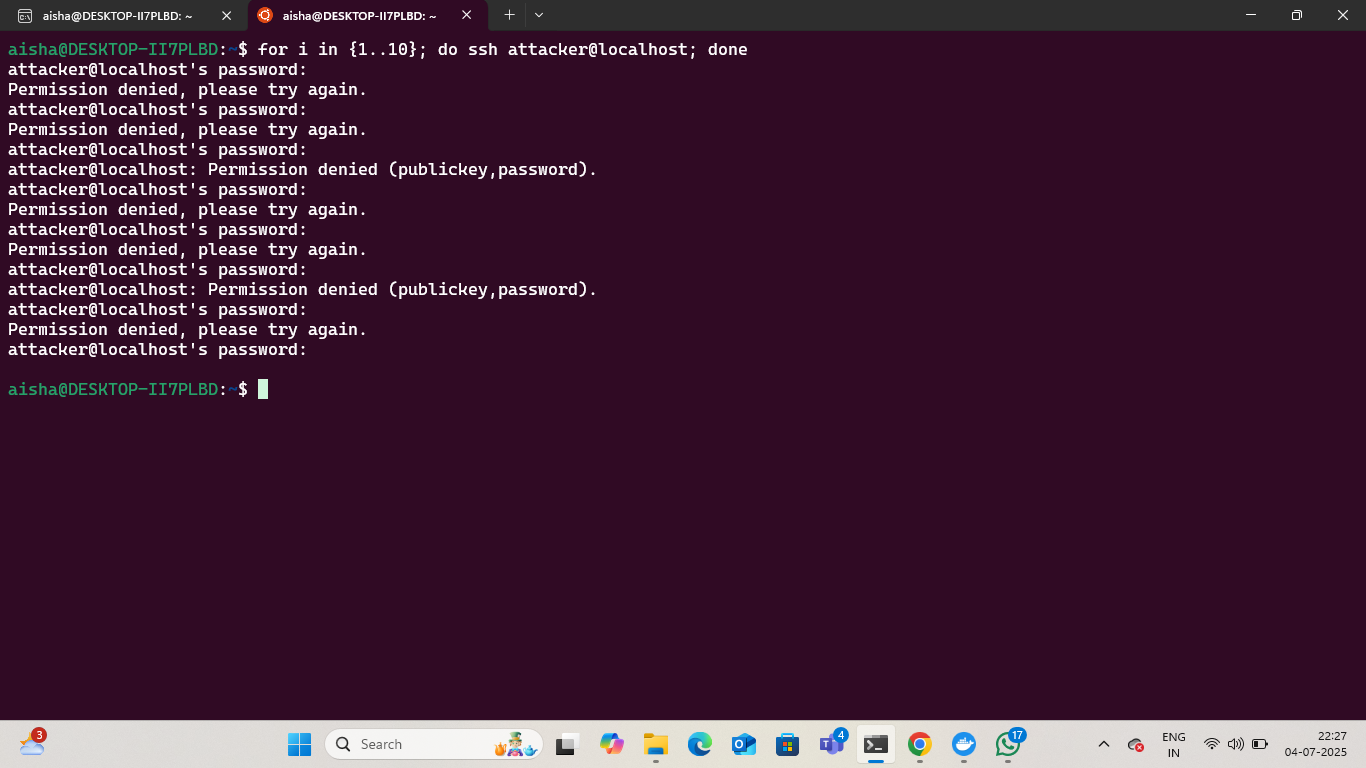 aisha@DESKTOP-II7PLBD: ~
aisha@DESKTOP-II7PLBD: ~
aisha@DESKTOP-II7PLBD:~$ for i in {1..10}; do ssh attacker@localhost; done
attacker@localhost's password:
Permission denied, please try again.
attacker@localhost's password:
Permission denied, please try again.
attacker@localhost's password:
attacker@localhost: Permission denied (publickey,password).
attacker@localhost's password:
Permission denied, please try again.
attacker@localhost's password:
Permission denied, please try again.
attacker@localhost's password:
attacker@localhost: Permission denied (publickey,password).
attacker@localhost's password:
Permission denied, please try again.
attacker@localhost's password:
aisha@DESKTOP-II7PLBD:~$
3
Search
4
17
ENG
IN
22:27
04-07-2025